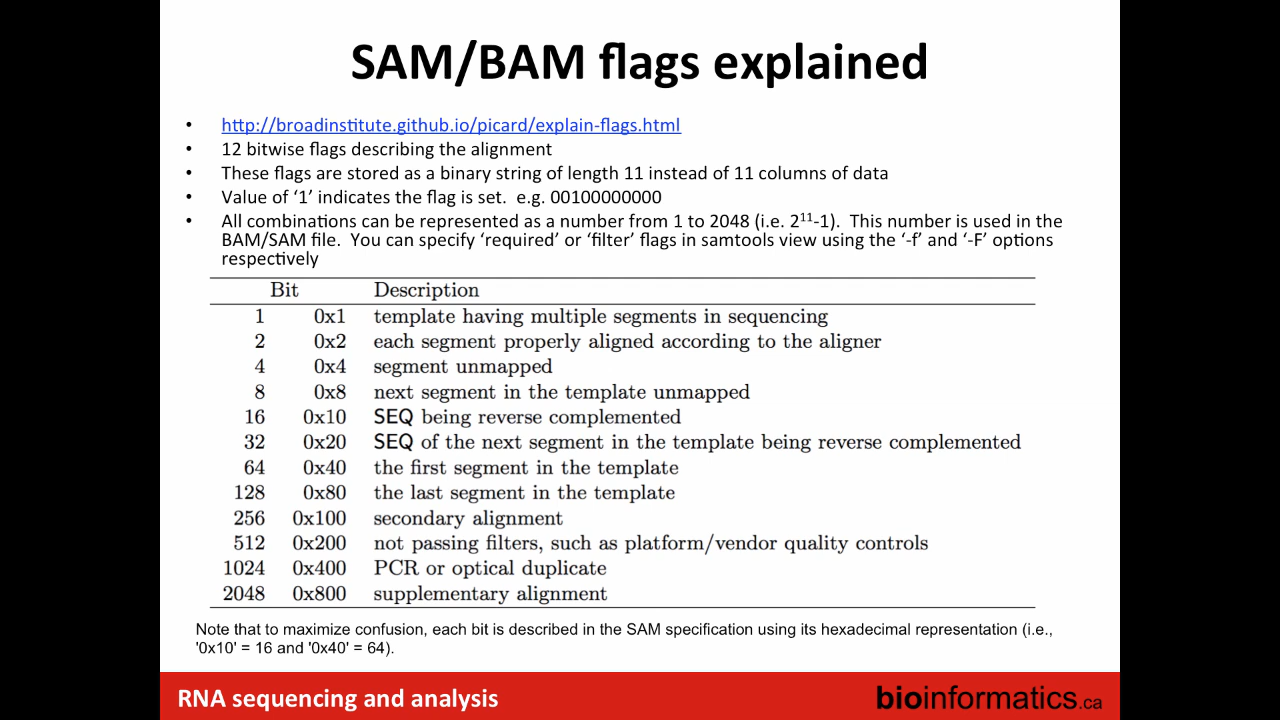 SAM/BAM flags explained
• http://broadinstitute.github.io/picard/explain-flags.html
• 12 bitwise flags describing the alignment
• These flags are stored as a binary string of length 11 instead of 11 columns of data
• Value of ‘1’ indicates the flag is set.  e.g. 00100000000
• All combinations can be represented as a number from 1 to 2048 (i.e. 2¹¹-1).  This number is used in the
BAM/SAM file.  You can specify ‘required’ or ‘filter’ flags in samtools view using the ‘-f’ and ‘-F’ options
respectively
Bit Description
1 0x1 template having multiple segments in sequencing
2 0x2 each segment properly aligned according to the aligner
4 0x4 segment unmapped
8 0x8 next segment in the template unmapped
16 0x10 SEQ being reverse complemented
32 0x20 SEQ of the next segment in the template being reverse complemented
64 0x40 the first segment in the template
128 0x80 the last segment in the template
256 0x100 secondary alignment
512 0x200 not passing filters, such as platform/vendor quality controls
1024 0x400 PCR or optical duplicate
2048 0x800 supplementary alignment
Note that to maximize confusion, each bit is described in the SAM specification using its hexadecimal representation (i.e.,
'0x10' = 16 and '0x40' = 64).
RNA sequencing and analysis bioinformatics.ca